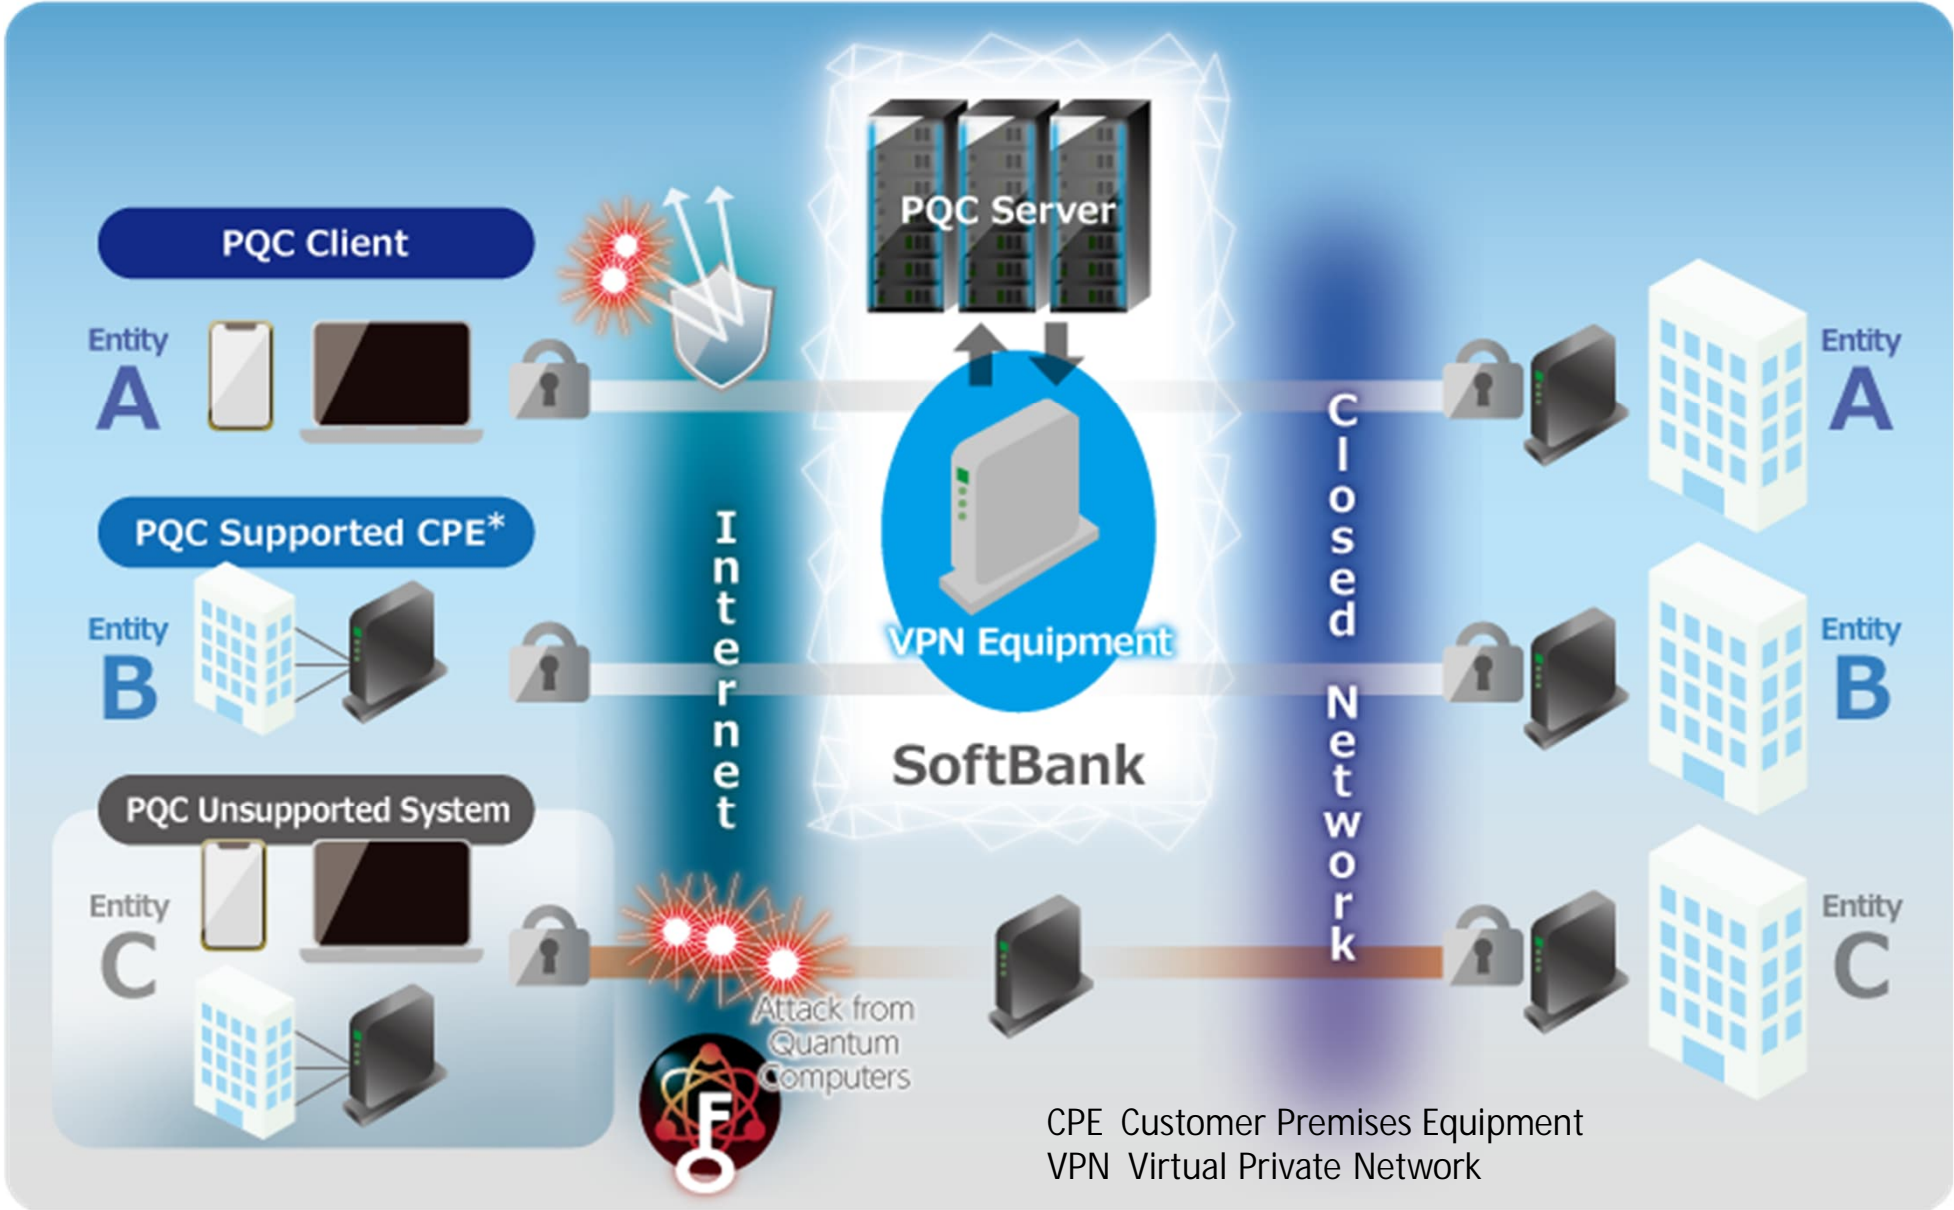 PQC Server
PQC Client
Entity
A
Entity
A
PQC Supported CPE*
Entity
B
Internet
VPN Equipment
SoftBank
Closed Network
Entity
B
PQC Unsupported System
Entity
C
Attack from
Quantum
Computers
Entity
C
CPE Customer Premises Equipment
VPN Virtual Private Network